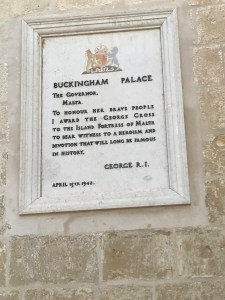 BUCKINGHAM PALACE
THE GOVERNOR,
MALTA
TO HONOUR HER BRAVE PEOPLE
I AWARD THE GEORGE CROSS
TO THE ISLAND FORTRESS OF MALTA
TO BEAR WITNESS TO A HEROISM AND
DEVOTION THAT WILL LONG BE FAMOUS
IN HISTORY.
GEORGE R.I.
APRIL 15TH 1942.